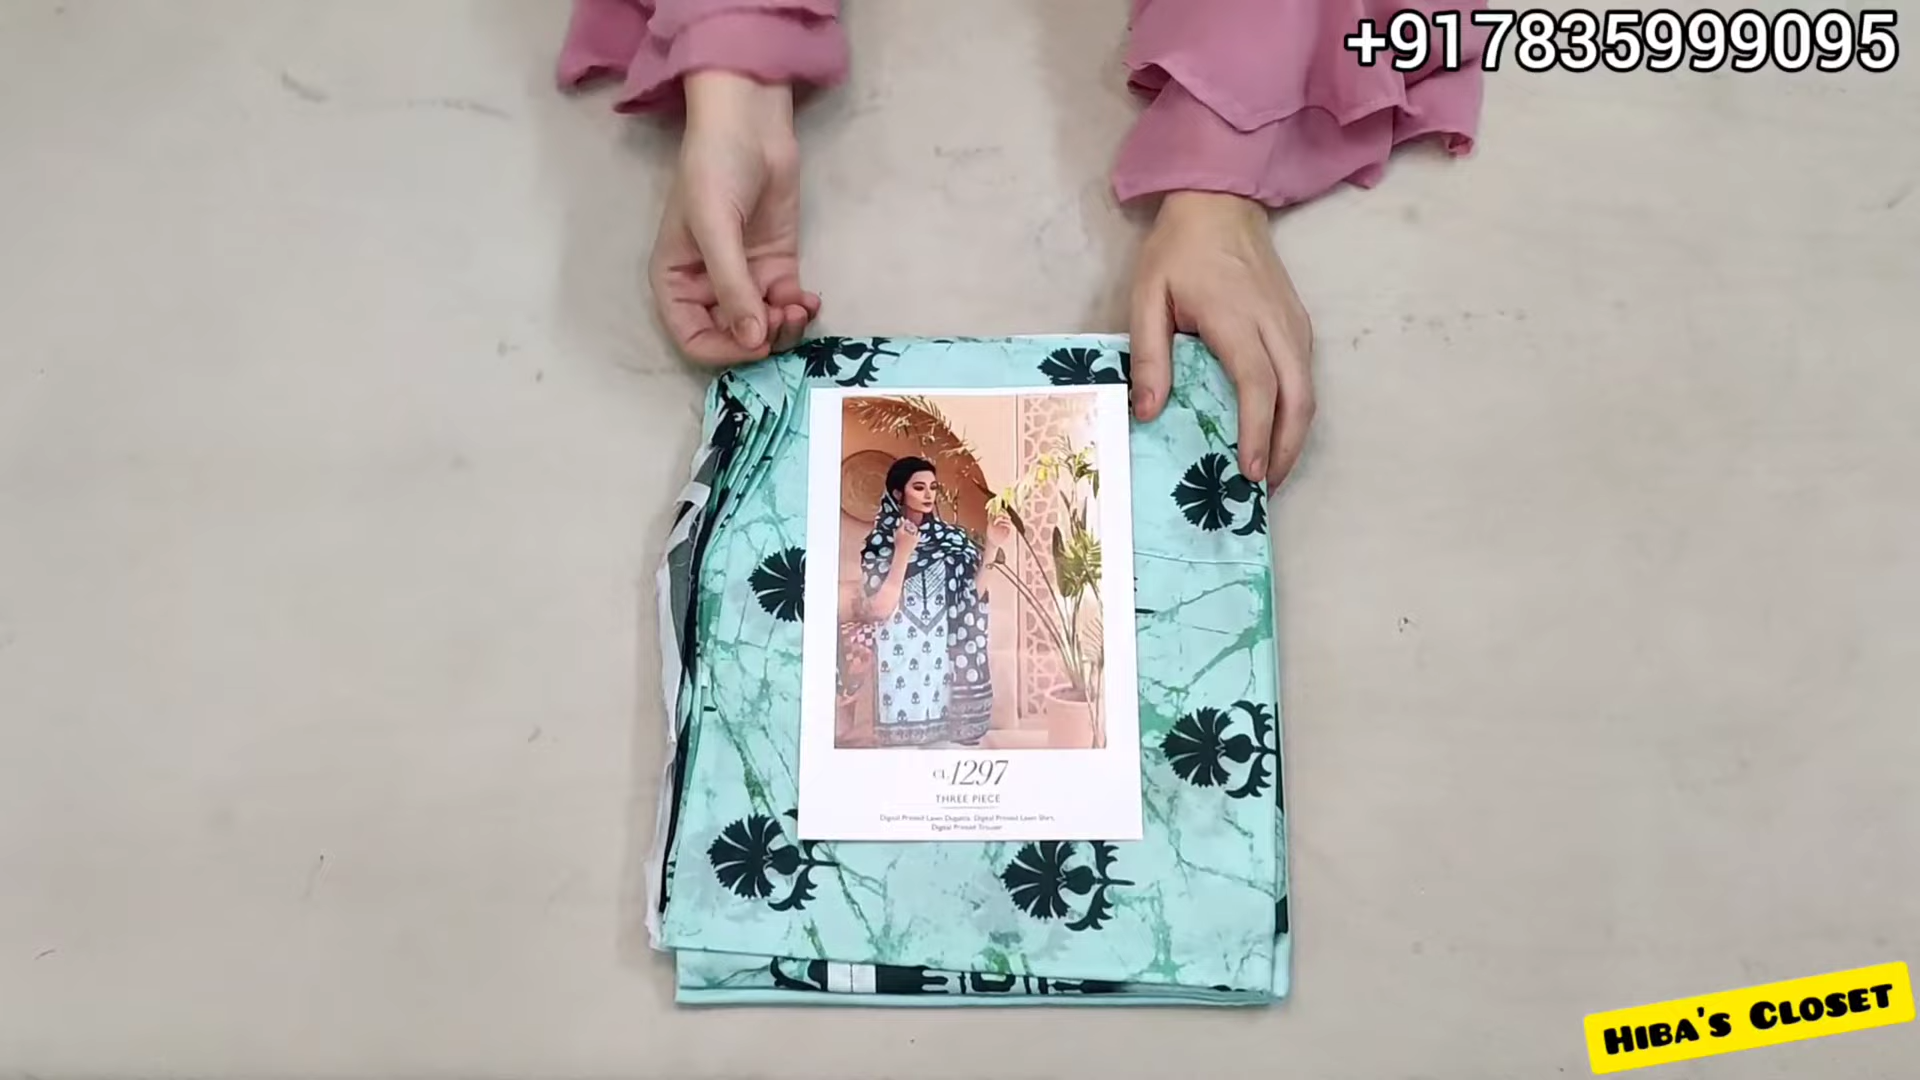 +917835999095
CL 1297
THREE PIECE
Digital Printed Lawn Dupatta, Digital Printed Lawn Shirt,
Digital Printed Trouser
HIBA'S CLOSET